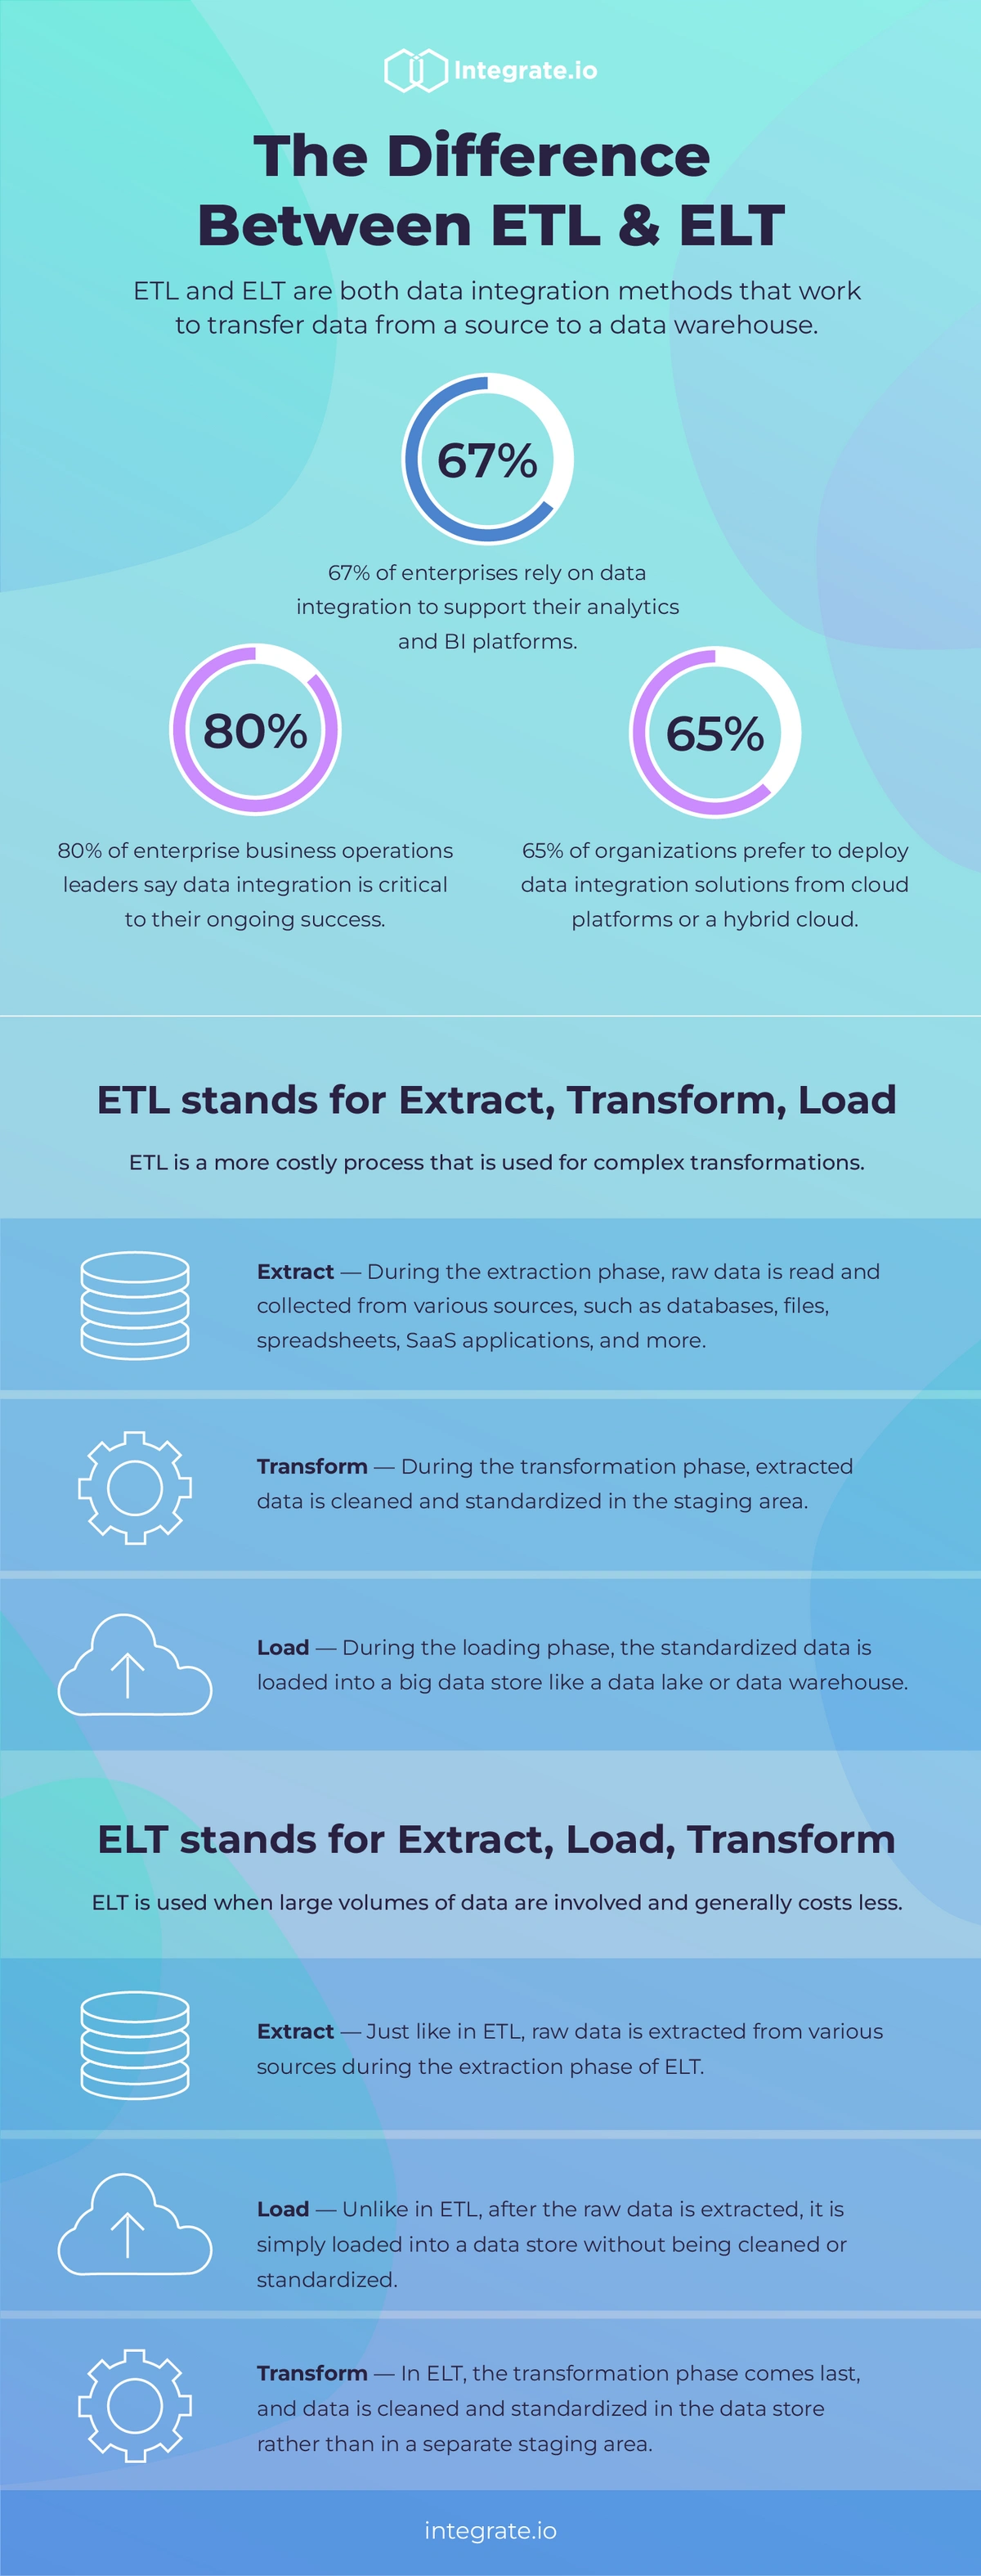 Integrate.io
The Difference
Between ETL & ELT
ETL and ELT are both data integration methods that work
to transfer data from a source to a data warehouse.
67%
67% of enterprises rely on data
integration to support their analytics
and BI platforms.
80%
80% of enterprise business operations
leaders say data integration is critical
to their ongoing success.
65%
65% of organizations prefer to deploy
data integration solutions from cloud
platforms or a hybrid cloud.
ETL stands for Extract, Transform, Load
ETL is a more costly process that is used for complex transformations.
Extract — During the extraction phase, raw data is read and
collected from various sources, such as databases, files,
spreadsheets, SaaS applications, and more.
Transform — During the transformation phase, extracted
data is cleaned and standardized in the staging area.
Load — During the loading phase, the standardized data is
loaded into a big data store like a data lake or data warehouse.
ELT stands for Extract, Load, Transform
ELT is used when large volumes of data are involved and generally costs less.
Extract — Just like in ETL, raw data is extracted from various
sources during the extraction phase of ELT.
Load — Unlike in ETL, after the raw data is extracted, it is
simply loaded into a data store without being cleaned or
standardized.
Transform — In ELT, the transformation phase comes last,
and data is cleaned and standardized in the data store
rather than in a separate staging area.
integrate.io